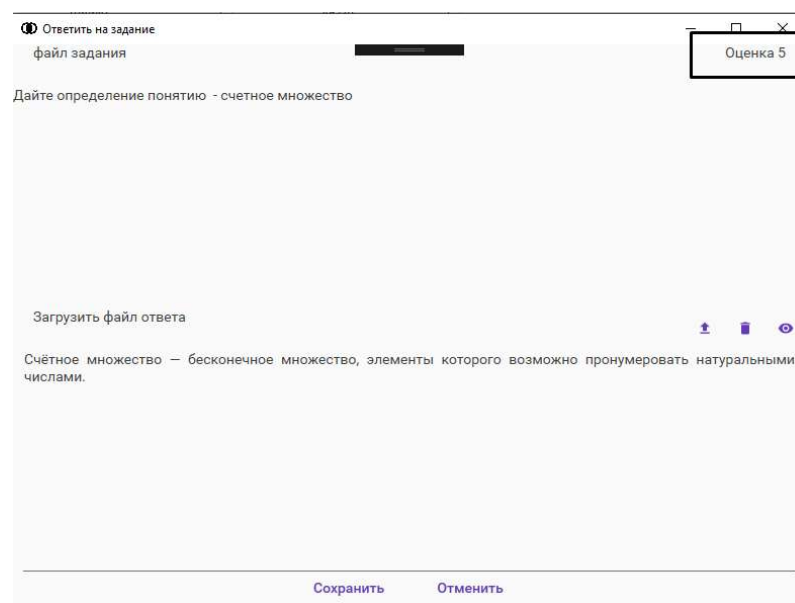 Ответить на задание
файл задания
Оценка 5
Дайте определение понятию - счетное множество
Загрузить файл ответа
Счётное множество — бесконечное множество, элементы которого возможно пронумеровать натуральными
числами.
Сохранить Отменить